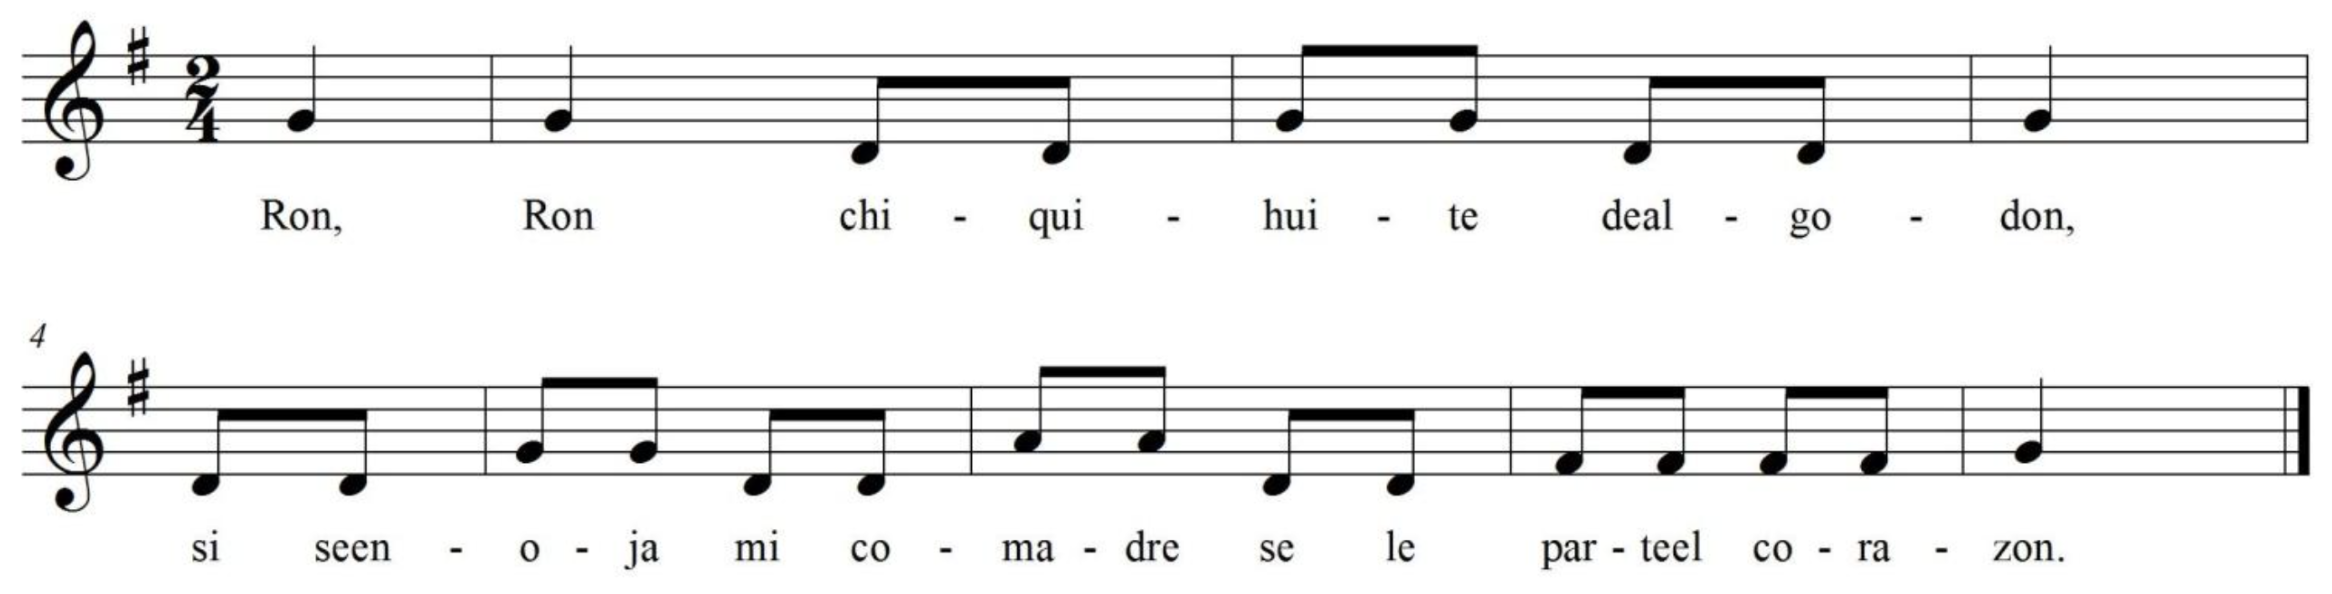 2
4
Ron, Ron chi - qui - hui - te deal - go - don,
4
si seen - o - ja mi co - ma - dre se le par - teel co - ra - zon.